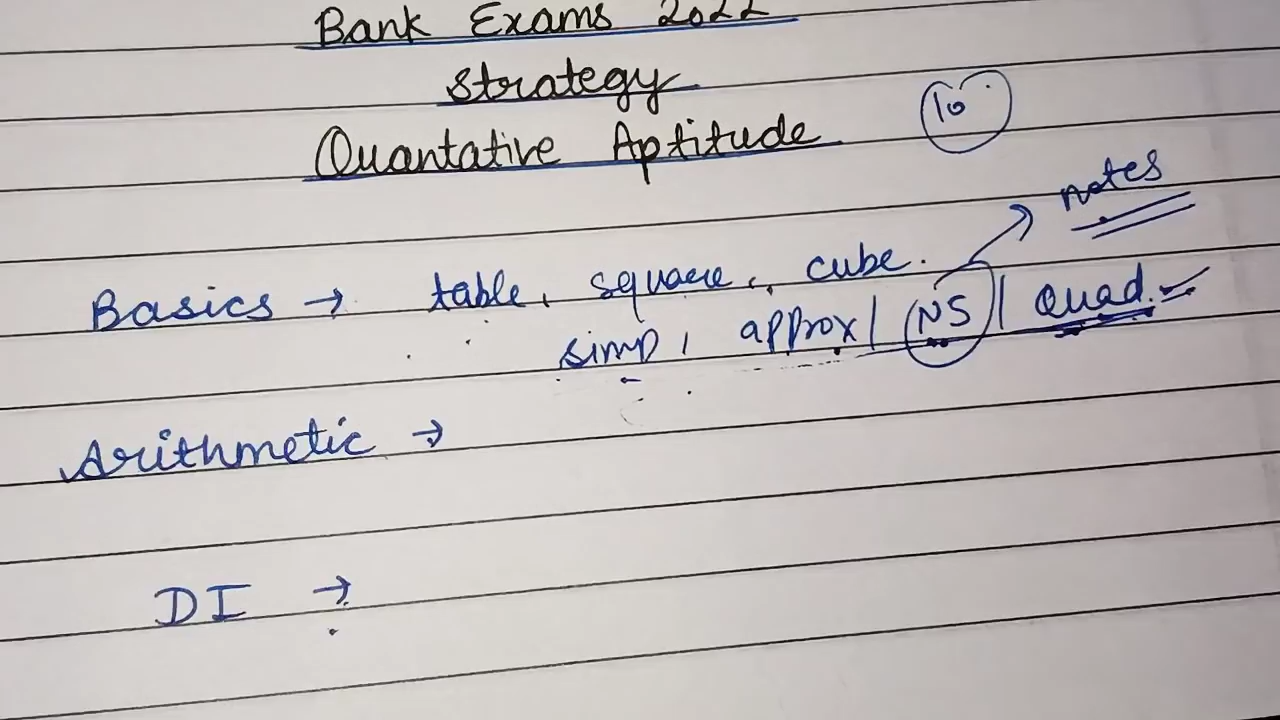 Bank Exams 2022
Strategy
Quantative Aptitude
10
notes
Basics → table, square, cube.
simp, approx / NS / Quad.
Arithmetic →
DI →